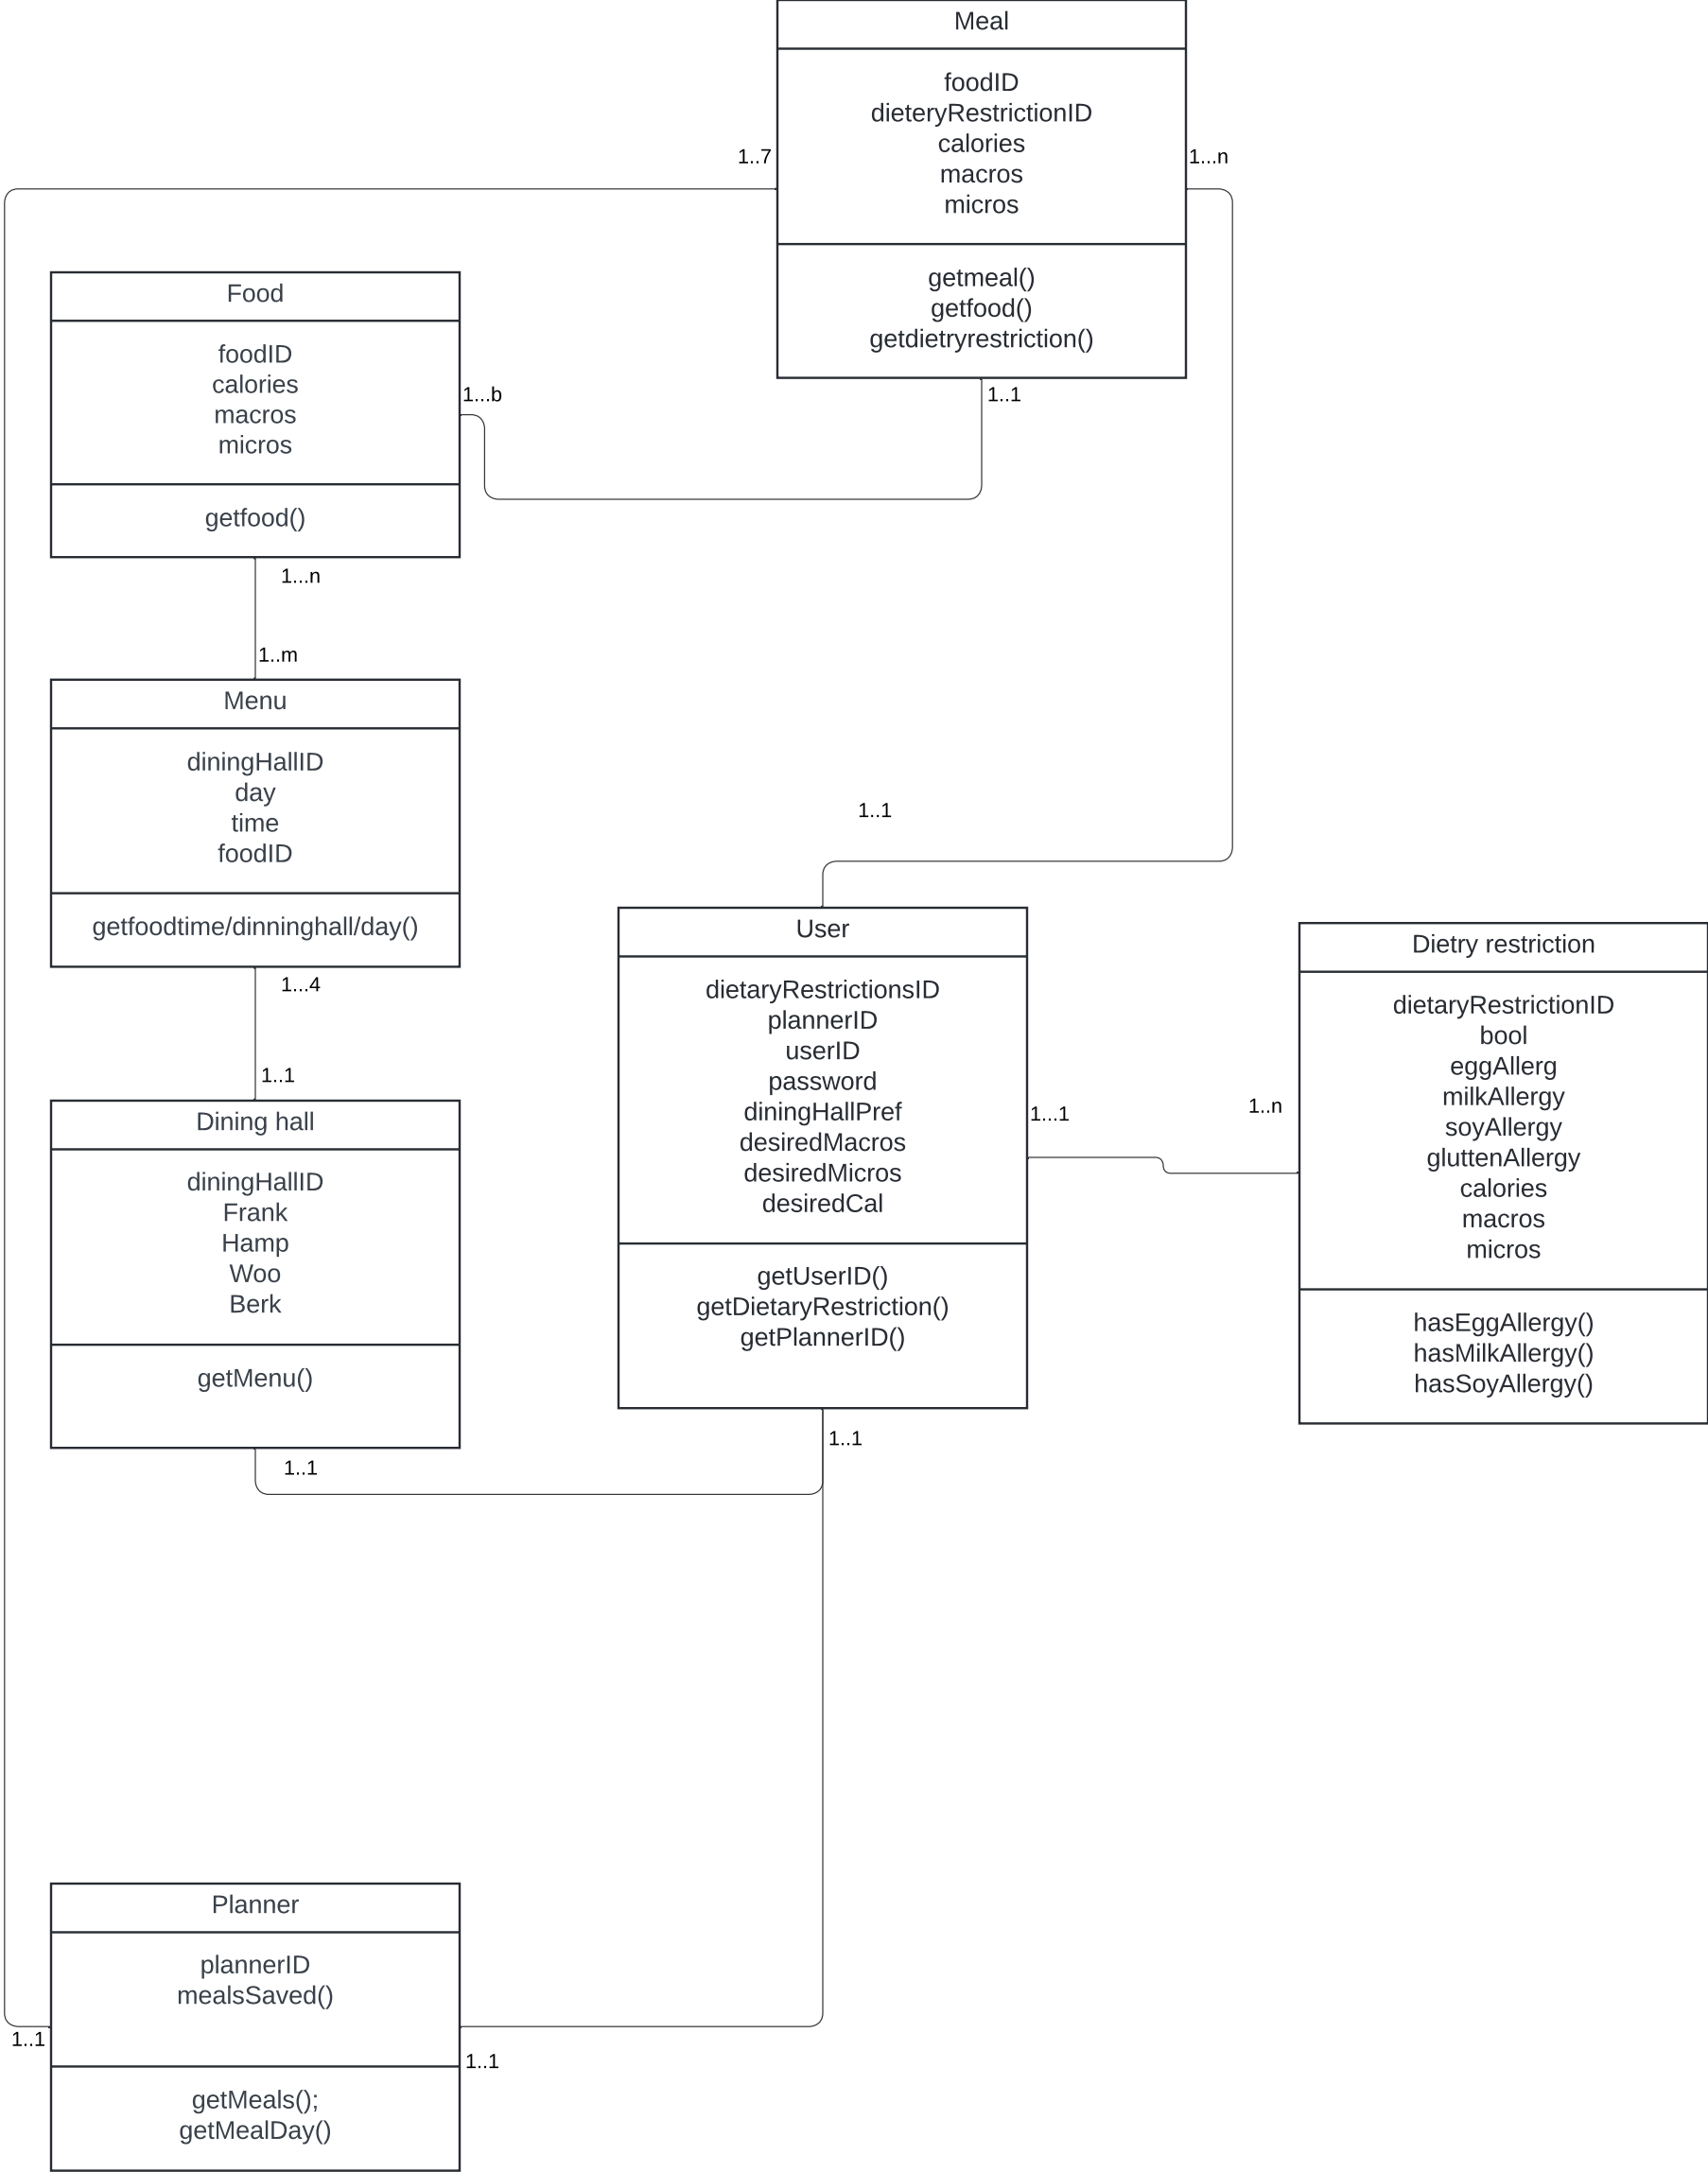 Meal
foodID
dieteryRestrictionID
calories
macros
micros
getmeal()
getfood()
getdietryrestriction()
1..7
1...n
1..1
Food
foodID
calories
macros
micros
getfood()
1...b
1...n
1..m
Menu
diningHallID
day
time
foodID
getfoodtime/dinninghall/day()
1...4
1..1
Dining hall
diningHallID
Frank
Hamp
Woo
Berk
getMenu()
1..1
1..1
User
dietaryRestrictionsID
plannerID
userID
password
diningHallPref
desiredMacros
desiredMicros
desiredCal
getUserID()
getDietaryRestriction()
getPlannerID()
1...1
1..n
1..1
Dietry restriction
dietaryRestrictionID
bool
eggAllerg
milkAllergy
soyAllergy
gluttenAllergy
calories
macros
micros
hasEggAllergy()
hasMilkAllergy()
hasSoyAllergy()
Planner
plannerID
mealsSaved()
getMeals();
getMealDay()
1..1
1..1